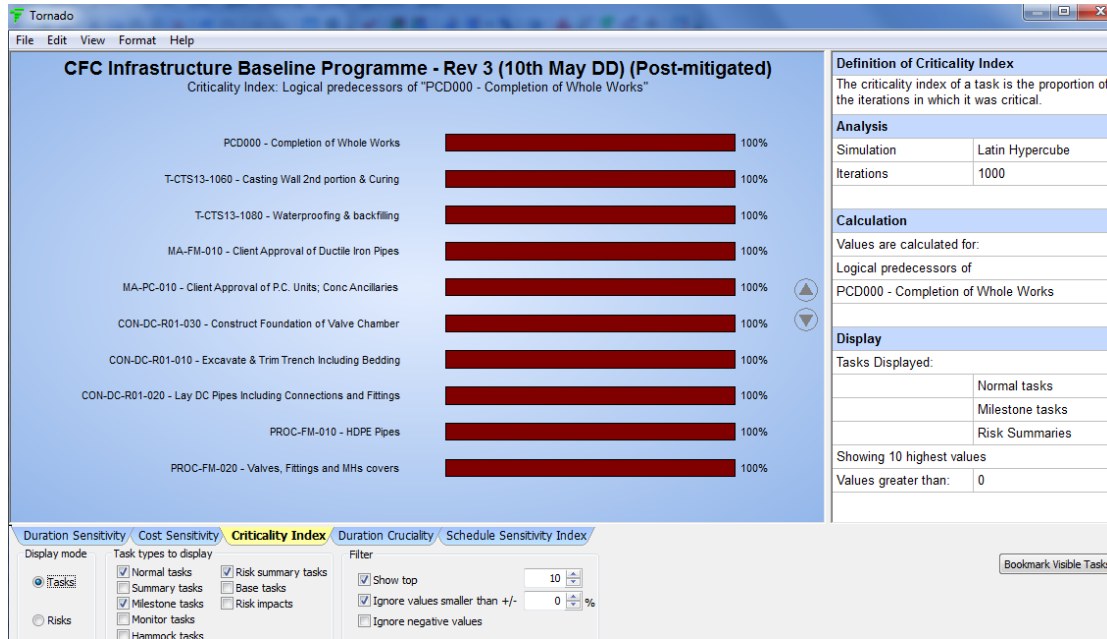 Tornado
File Edit View Format Help
CFC Infrastructure Baseline Programme - Rev 3 (10th May DD) (Post-mitigated)
Criticality Index: Logical predecessors of "PCD000 - Completion of Whole Works"
PCD000 - Completion of Whole Works 100%
T-CTS13-1060 - Casting Wall 2nd portion & Curing 100%
T-CTS13-1080 - Waterproofing & backfilling 100%
MA-FM-010 - Client Approval of Ductile Iron Pipes 100%
MA-PC-010 - Client Approval of P.C. Units; Conc Ancillaries 100%
CON-DC-R01-030 - Construct Foundation of Valve Chamber 100%
CON-DC-R01-010 - Excavate & Trim Trench Including Bedding 100%
CON-DC-R01-020 - Lay DC Pipes Including Connections and Fittings 100%
PROC-FM-010 - HDPE Pipes 100%
PROC-FM-020 - Valves, Fittings and MHs covers 100%
Definition of Criticality Index
The criticality index of a task is the proportion of
the iterations in which it was critical.
Analysis
Simulation Latin Hypercube
Iterations 1000
Calculation
Values are calculated for:
Logical predecessors of
PCD000 - Completion of Whole Works
Display
Tasks Displayed:
Normal tasks
Milestone tasks
Risk Summaries
Showing 10 highest values
Values greater than: 0
Duration Sensitivity Cost Sensitivity Criticality Index Duration Cruciality Schedule Sensitivity Index
Display mode
Tasks
Risks
Task types to display
Normal tasks Risk summary tasks
Summary tasks Base tasks
Milestone tasks Risk impacts
Monitor tasks
Hammock tasks
Filter
Show top 10
Ignore values smaller than +/- 0 %
Ignore negative values
Bookmark Visible Tasks